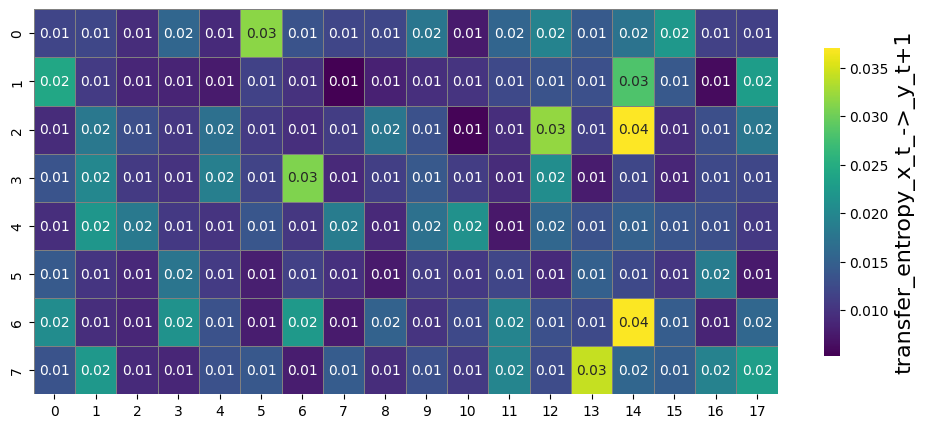 0 0.01 0.01 0.01 0.02 0.01 0.03 0.01 0.01 0.01 0.02 0.01 0.02 0.02 0.01 0.02 0.02 0.01 0.01
1 0.02 0.01 0.01 0.01 0.01 0.01 0.01 0.01 0.01 0.01 0.01 0.01 0.01 0.01 0.03 0.01 0.01 0.02
2 0.01 0.02 0.01 0.01 0.02 0.01 0.01 0.01 0.02 0.01 0.01 0.01 0.03 0.01 0.04 0.01 0.01 0.02
3 0.01 0.02 0.01 0.01 0.02 0.01 0.03 0.01 0.01 0.01 0.01 0.01 0.02 0.01 0.01 0.01 0.01 0.01
4 0.01 0.02 0.02 0.01 0.01 0.01 0.01 0.02 0.01 0.02 0.02 0.01 0.02 0.01 0.01 0.01 0.01 0.01
5 0.01 0.01 0.01 0.02 0.01 0.01 0.01 0.01 0.01 0.01 0.01 0.01 0.01 0.01 0.01 0.01 0.02 0.01
6 0.02 0.01 0.01 0.02 0.01 0.01 0.02 0.01 0.02 0.01 0.01 0.02 0.01 0.01 0.04 0.02 0.01 0.02
7 0.01 0.02 0.01 0.01 0.01 0.01 0.01 0.01 0.01 0.01 0.01 0.02 0.01 0.03 0.02 0.01 0.02 0.02
0 1 2 3 4 5 6 7 8 9 10 11 12 13 14 15 16 17
0.035
0.030
0.025
0.020
0.015
0.010
transfer_entropy_x_t_->_y_t+1